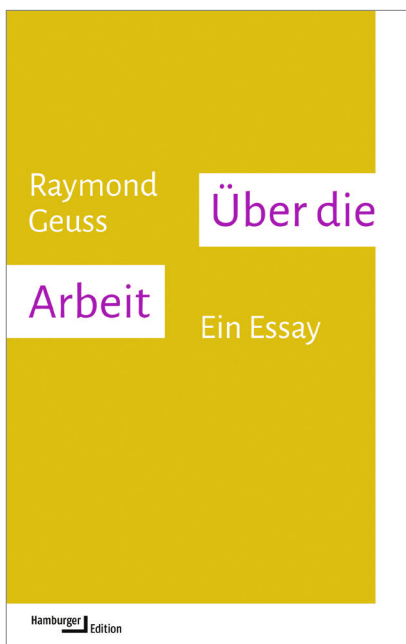 Raymond
Geuss
Über die
Arbeit
Ein Essay
Hamburger
Edition